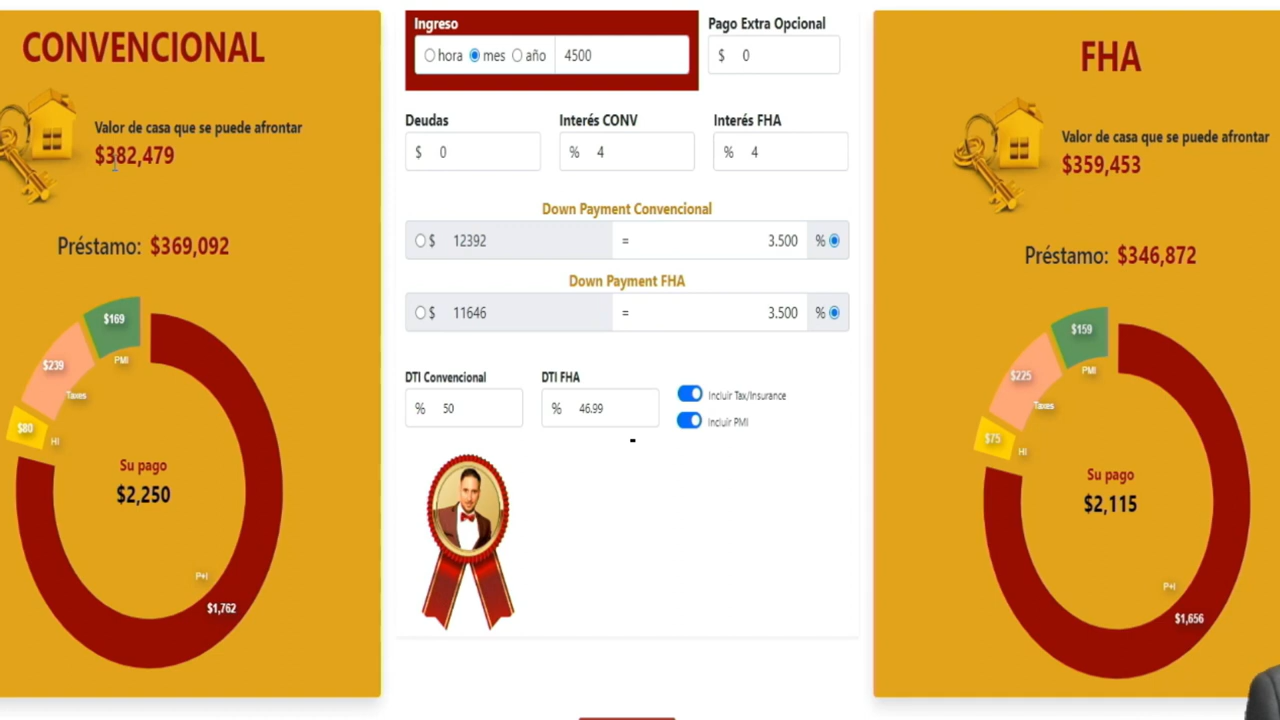 CONVENCIONAL
Valor de casa que se puede afrontar
$382,479
Préstamo: $369,092
$169
PMI
$239
Taxes
$80
HI
Su pago
$2,250
P+I
$1,762
Ingreso
hora mes año 4500
Pago Extra Opcional
$ 0
Deudas
$ 0
Interés CONV
% 4
Interés FHA
% 4
Down Payment Convencional
$ 12392 = 3.500 %
Down Payment FHA
$ 11646 = 3.500 %
DTI Convencional
% 50
DTI FHA
% 46.99
Incluir Tax/Insurance
Incluir PMI
FHA
Valor de casa que se puede afrontar
$359,453
Préstamo: $346,872
$159
PMI
$225
Taxes
$75
HI
Su pago
$2,115
P+I
$1,656